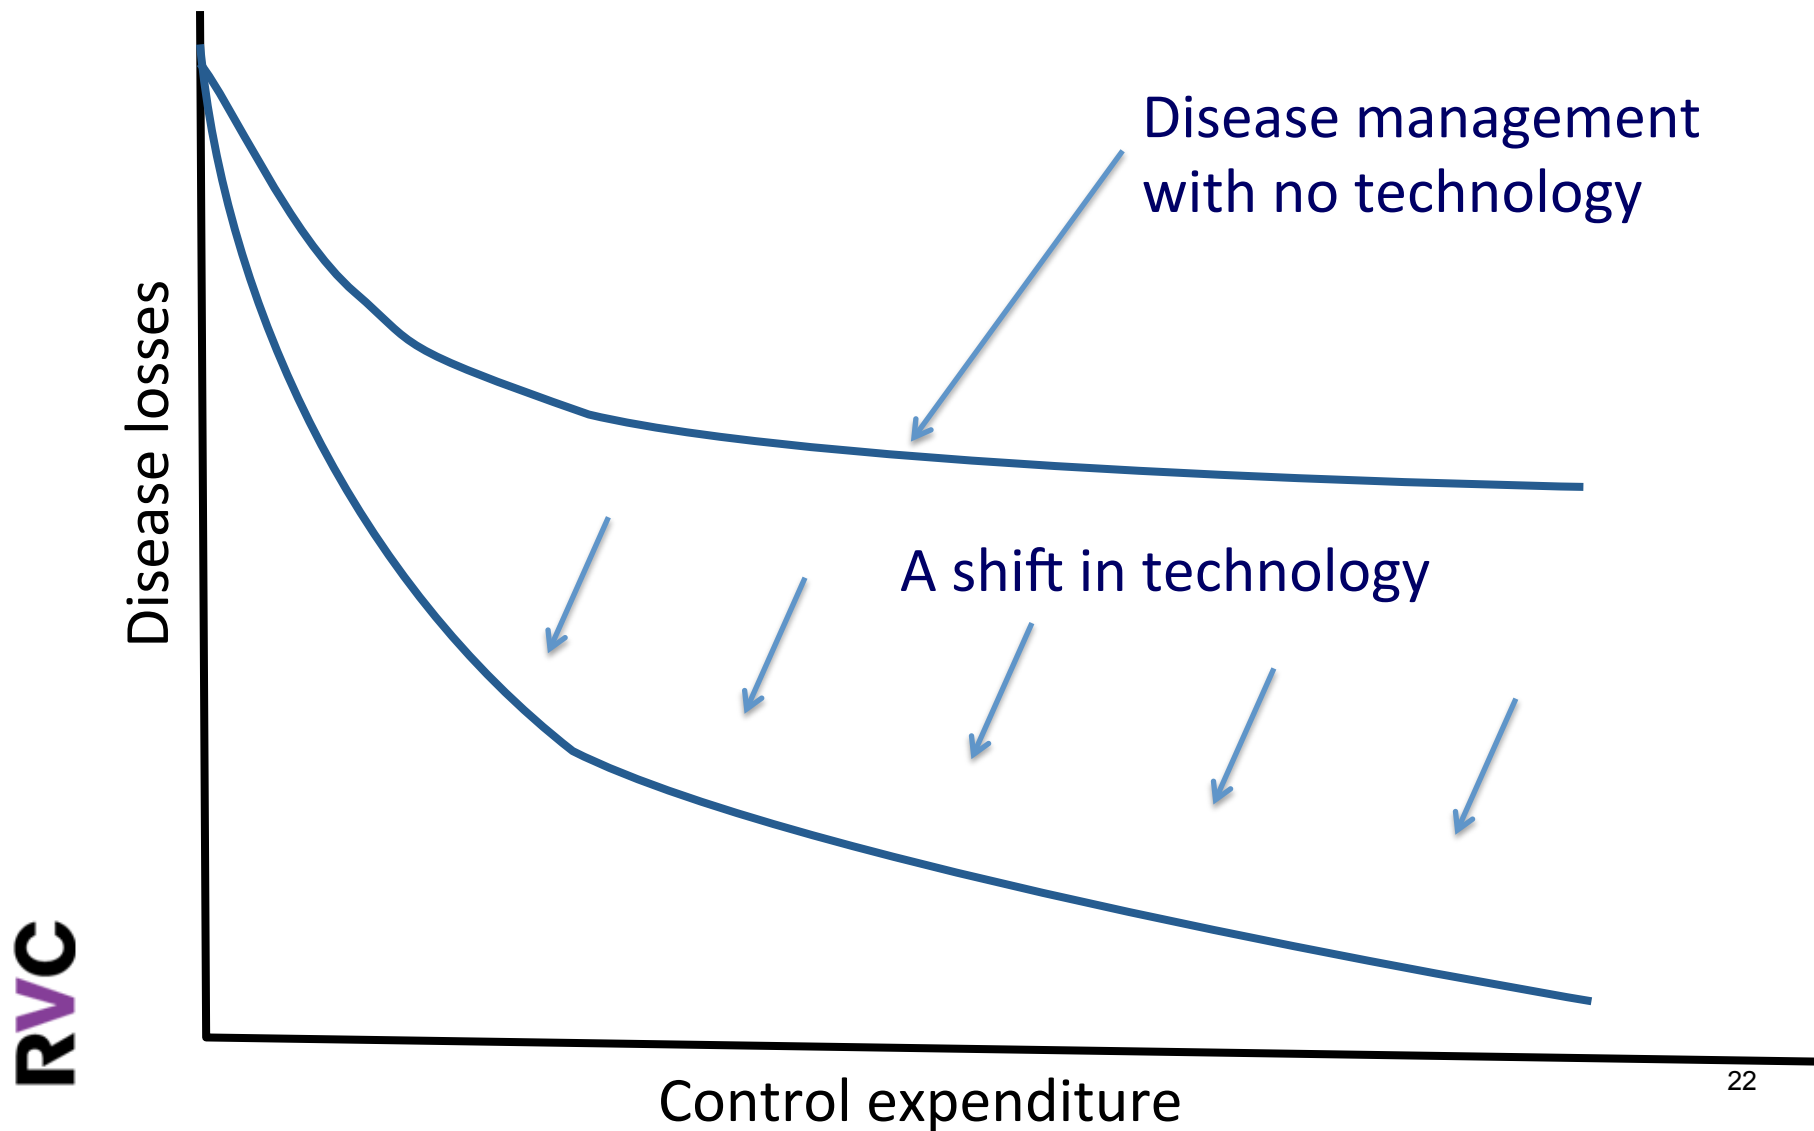 Disease management
with no technology
Disease losses
A shift in technology
RVC
Control expenditure
22